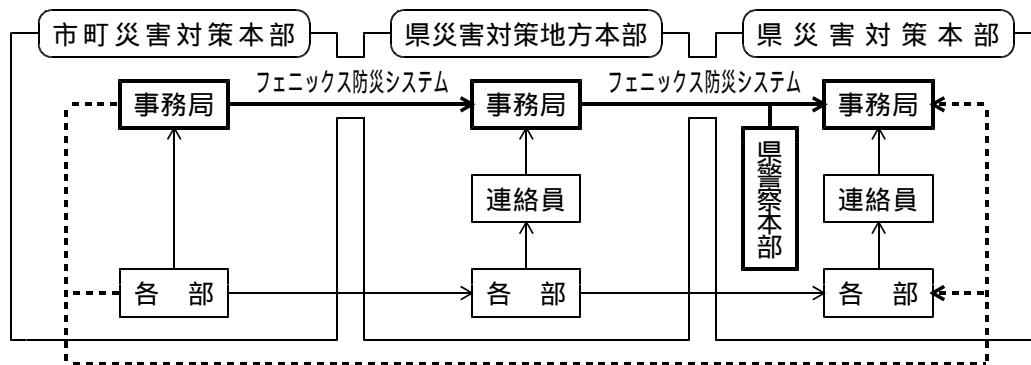 市町災害対策本部
県災害対策地方本部
県災害対策本部
フェニックス防災システム
フェニックス防災システム
事務局
事務局
事務局
県警察本部
連絡員
連絡員
各部
各部
各部